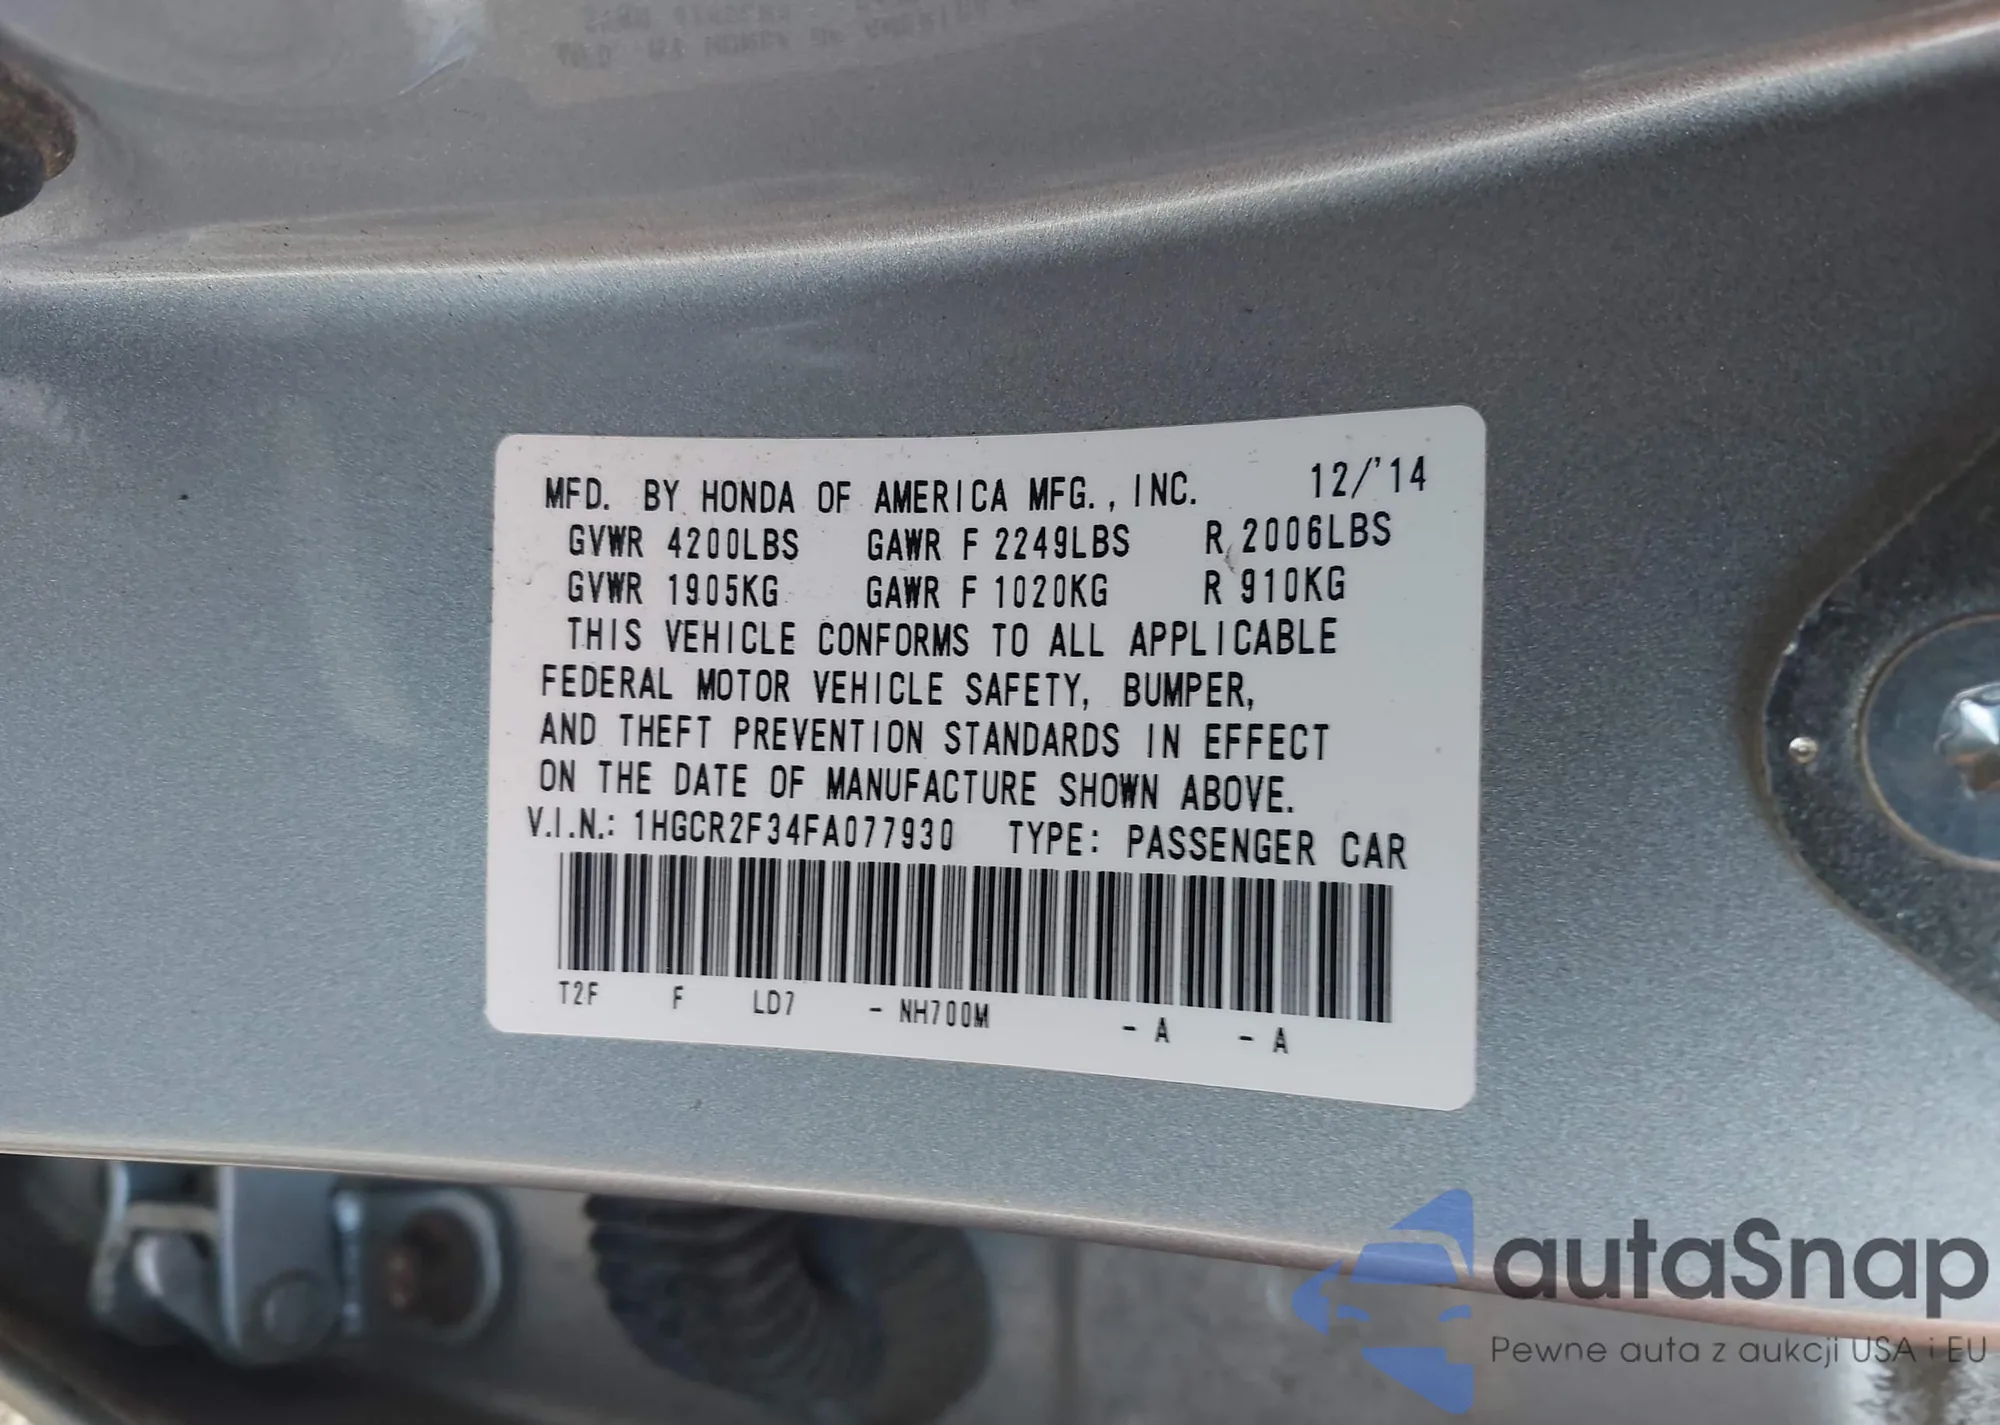 MFD. BY HONDA OF AMERICA MFG., INC. 12/'14
GVWR 4200LBS GAWR F 2249LBS R 2006LBS
GVWR 1905KG GAWR F 1020KG R 910KG
THIS VEHICLE CONFORMS TO ALL APPLICABLE
FEDERAL MOTOR VEHICLE SAFETY, BUMPER,
AND THEFT PREVENTION STANDARDS IN EFFECT
ON THE DATE OF MANUFACTURE SHOWN ABOVE.
V.I.N.: 1HGCR2F34FA077930 TYPE: PASSENGER CAR
T2F F LD7 - NH700M - A - A
autaSnap
Pewne auta z aukcji USA i EU